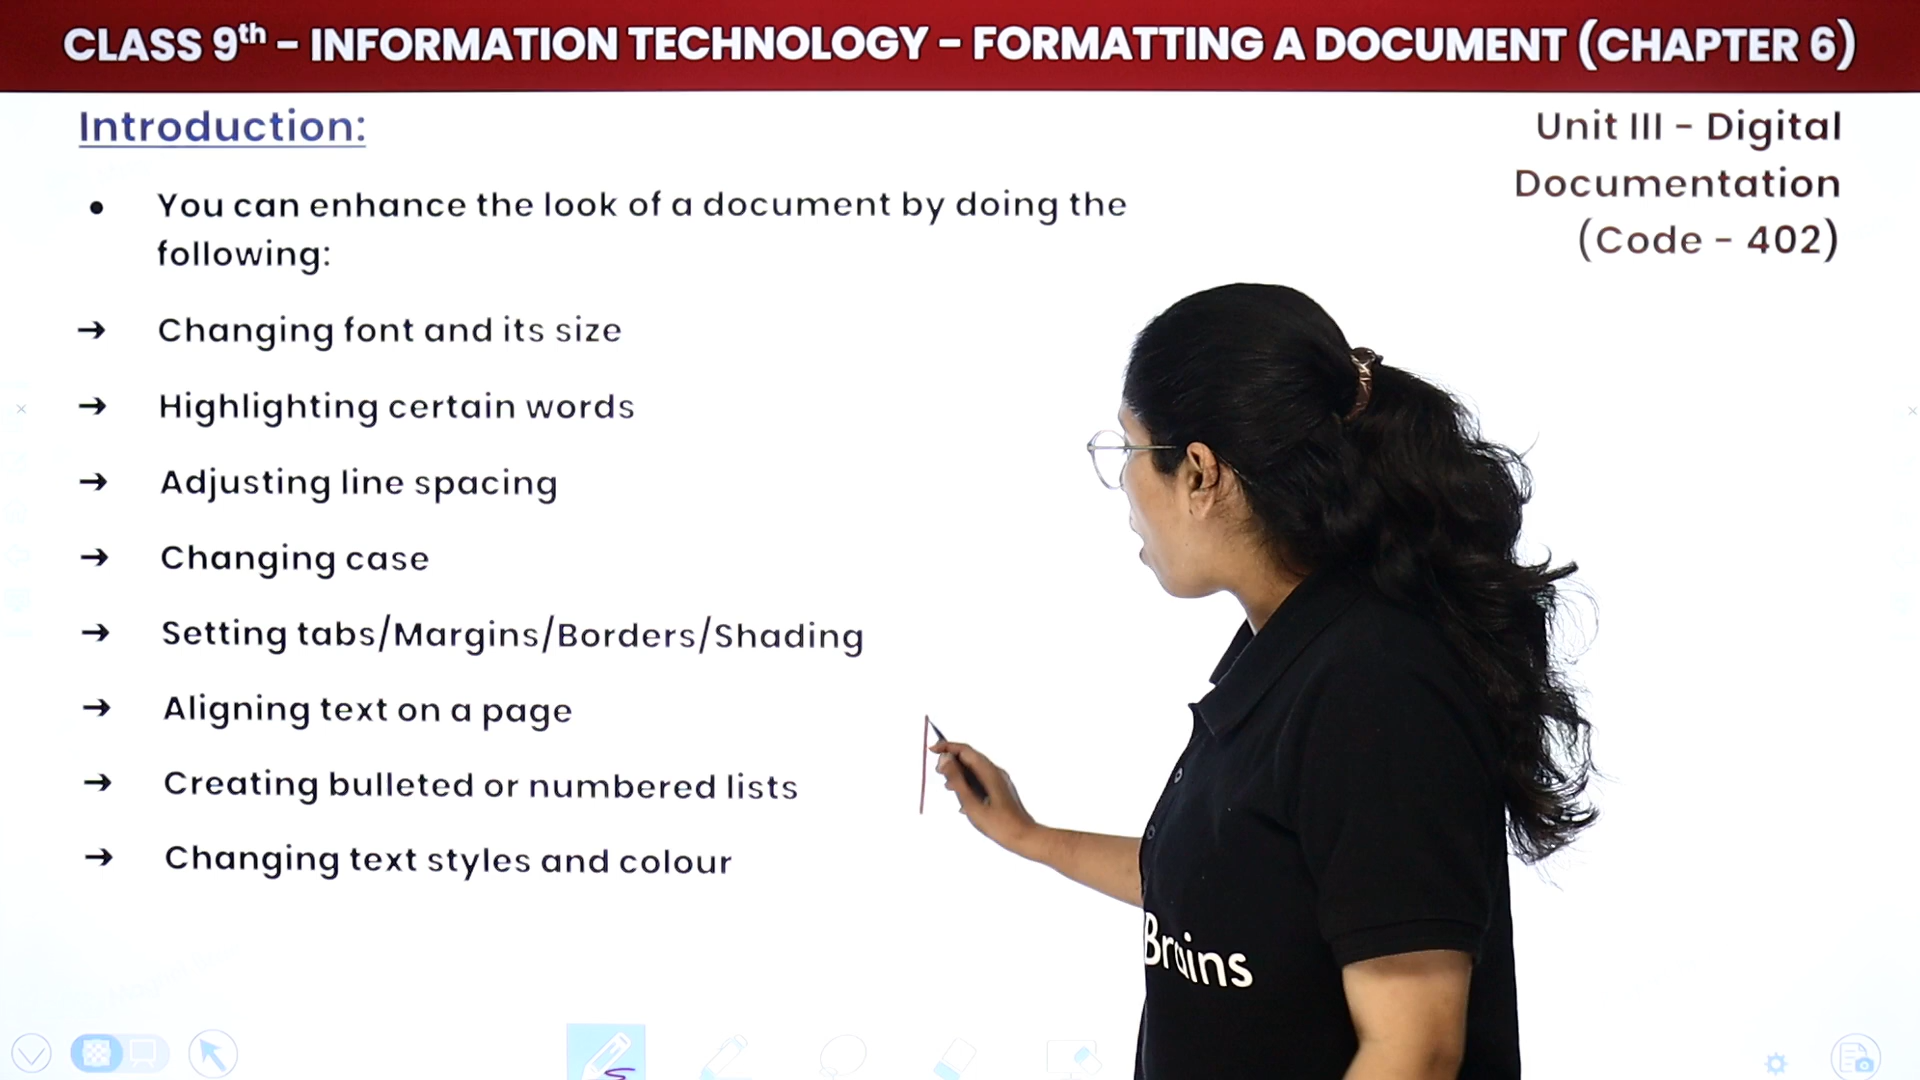 CLASS 9th – INFORMATION TECHNOLOGY – FORMATTING A DOCUMENT (CHAPTER 6)
Introduction:
Unit III - Digital
Documentation
(Code - 402)
● You can enhance the look of a document by doing the
following:
→ Changing font and its size
→ Highlighting certain words
→ Adjusting line spacing
→ Changing case
→ Setting tabs/Margins/Borders/Shading
→ Aligning text on a page
→ Creating bulleted or numbered lists
→ Changing text styles and colour
Brains